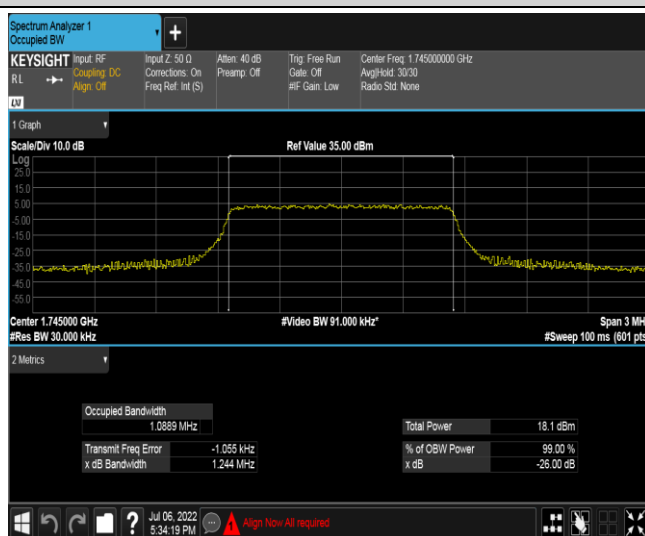 Spectrum Analyzer 1
Occupied BW
+
KEYSIGHT
RL
LXI
Input: RF
Coupling: DC
Align: Off
Input Z: 50 Ω
Corrections: On
Freq Ref: Int (S)
Atten: 40 dB
Preamp: Off
Trig: Free Run
Gate: Off
#IF Gain: Low
Center Freq: 1.745000000 GHz
Avg|Hold: 30/30
Radio Std: None
1 Graph
Scale/Div 10.0 dB
Ref Value 35.00 dBm
Log
25.0
15.0
5.00
-5.00
-15.0
-25.0
-35.0
-45.0
-55.0
Center 1.745000 GHz
#Video BW 91.000 kHz*
Span 3 MH
#Res BW 30.000 kHz
#Sweep 100 ms (601 pts
2 Metrics
Occupied Bandwidth
1.0889 MHz
Total Power 18.1 dBm
Transmit Freq Error -1.055 kHz
% of OBW Power 99.00 %
x dB Bandwidth 1.244 MHz
x dB -26.00 dB
?
Jul 06, 2022
5:34:19 PM
Align Now All required